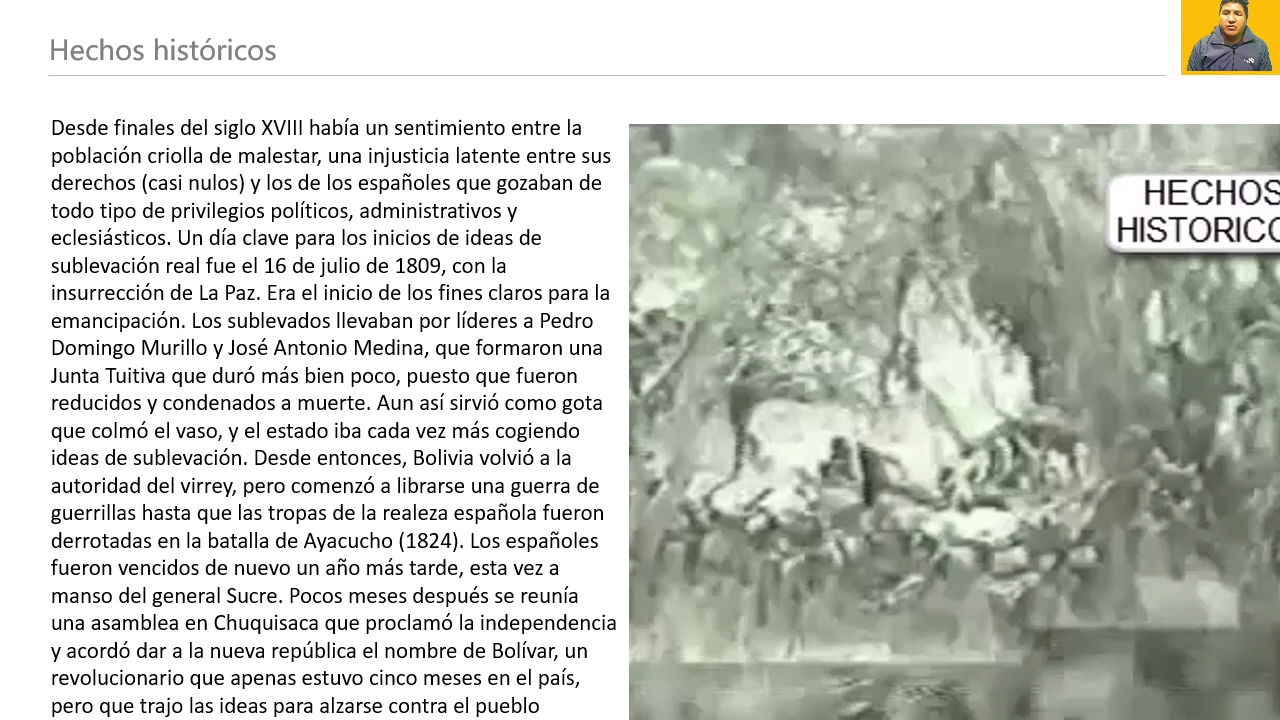 Hechos históricos
Desde finales del siglo XVIII había un sentimiento entre la
población criolla de malestar, una injusticia latente entre sus
derechos (casi nulos) y los de los españoles que gozaban de
todo tipo de privilegios políticos, administrativos y
eclesiásticos. Un día clave para los inicios de ideas de
sublevación real fue el 16 de julio de 1809, con la
insurrección de La Paz. Era el inicio de los fines claros para la
emancipación. Los sublevados llevaban por líderes a Pedro
Domingo Murillo y José Antonio Medina, que formaron una
Junta Tuitiva que duró más bien poco, puesto que fueron
reducidos y condenados a muerte. Aun así sirvió como gota
que colmó el vaso, y el estado iba cada vez más cogiendo
ideas de sublevación. Desde entonces, Bolivia volvió a la
autoridad del virrey, pero comenzó a librarse una guerra de
guerrillas hasta que las tropas de la realeza española fueron
derrotadas en la batalla de Ayacucho (1824). Los españoles
fueron vencidos de nuevo un año más tarde, esta vez a
manso del general Sucre. Pocos meses después se reunía
una asamblea en Chuquisaca que proclamó la independencia
y acordó dar a la nueva república el nombre de Bolívar, un
revolucionario que apenas estuvo cinco meses en el país,
pero que trajo las ideas para alzarse contra el pueblo
HECHOS
HISTORICO